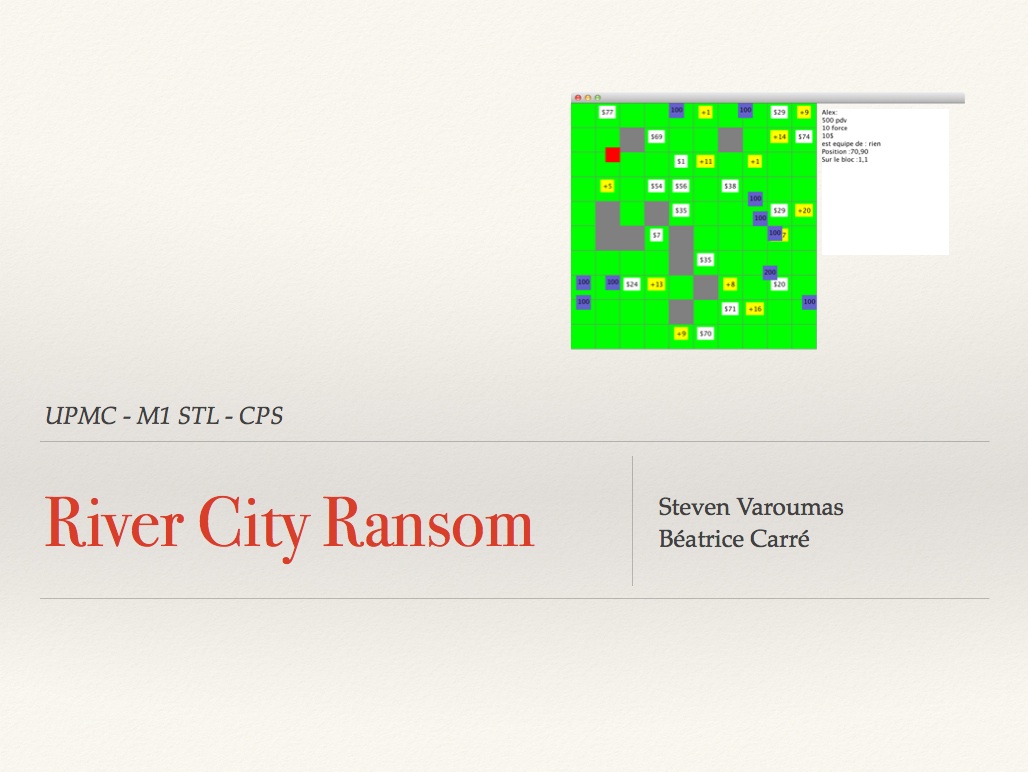 $77 100 +1 100 $29 +9
$69 +14 $74
$1 +11 +1
+5 $54 $56 $38
100
$35 100 $29 +20
$7 100 7
$35
200
100 100 $24 +13 +8 $20
100 100
$71 +16
+9 $70
Alex:
500 pdv
10 force
10$
est equipe de : rien
Position :70,90
Sur le bloc :1,1
UPMC - M1 STL - CPS
River City Ransom
Steven Varoumas
Béatrice Carré